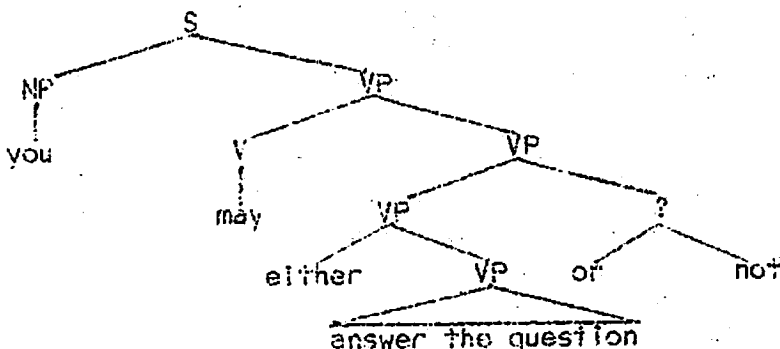 S
NP VP
you V VP
may VP ?
either VP or not
answer the question